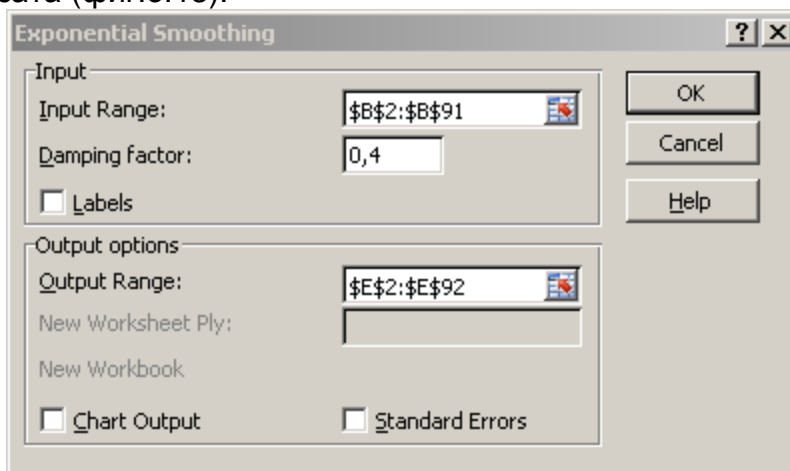 Exponential Smoothing
Input
Input Range: $B$2:$B$91
Damping factor: 0,4
Labels
OK
Cancel
Help
Output options
Output Range: $E$2:$E$92
New Worksheet Ply:
New Workbook
Chart Output Standard Errors